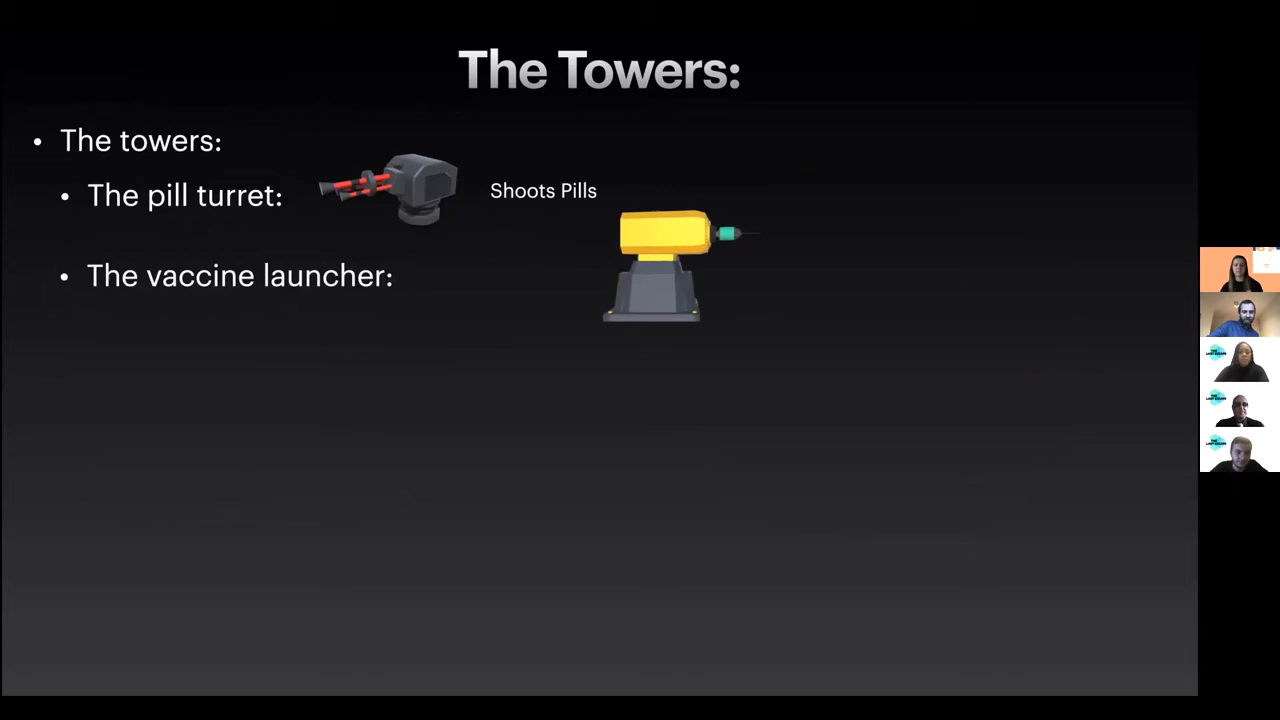 The Towers:
• The towers:
• The pill turret:
Shoots Pills
• The vaccine launcher: